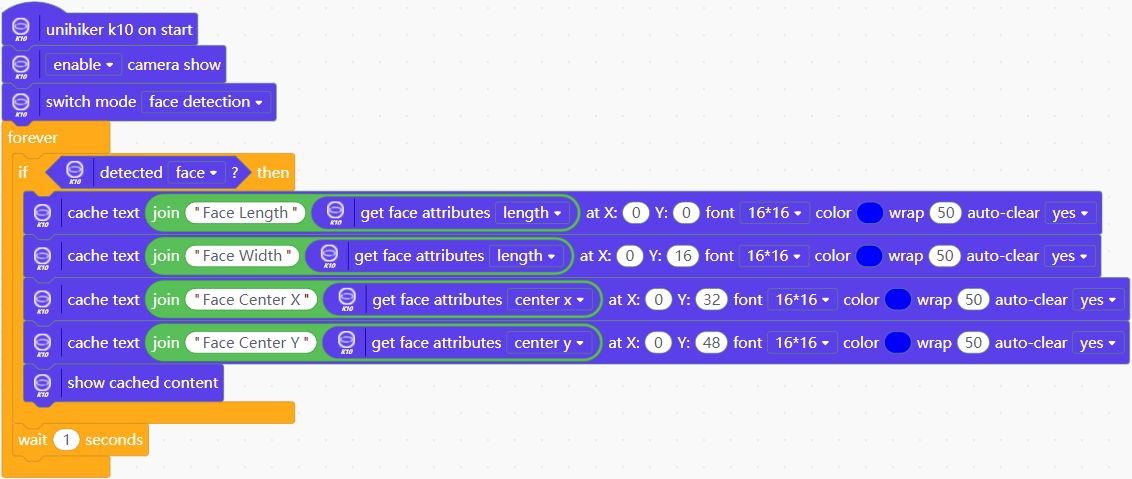 K10 unihiker k10 on start
K10 enable camera show
K10 switch mode face detection
forever
if K10 detected face ? then
K10 cache text join "Face Length" K10 get face attributes length at X: 0 Y: 0 font 16*16 color wrap 50 auto-clear yes
K10 cache text join "Face Width" K10 get face attributes length at X: 0 Y: 16 font 16*16 color wrap 50 auto-clear yes
K10 cache text join "Face Center X" K10 get face attributes center x at X: 0 Y: 32 font 16*16 color wrap 50 auto-clear yes
K10 cache text join "Face Center Y" K10 get face attributes center y at X: 0 Y: 48 font 16*16 color wrap 50 auto-clear yes
K10 show cached content
wait 1 seconds